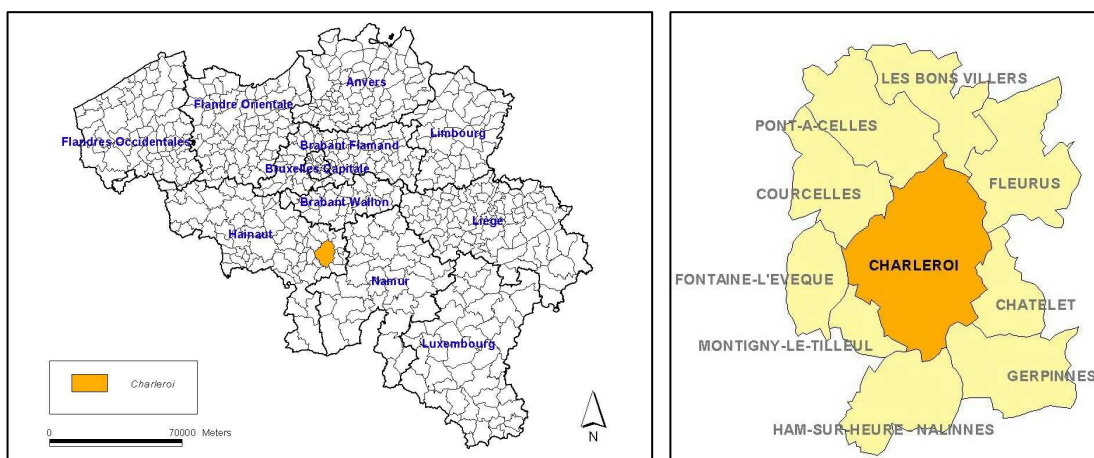 Anvers
Flandre Orientale
Limbourg
Flandres Occidentales
Brabant Flamand
Bruxelles Capitale
Brabant Wallon
Liège
Hainaut
Namur
Luxembourg
Charleroi
0 70000 Meters
N
LES BONS VILLERS
PONT-A-CELLES
COURCELLES
FLEURUS
CHARLEROI
FONTAINE-L'EVEQUE
CHATELET
MONTIGNY-LE-TILLEUL
GERPINNES
HAM-SUR-HEURE - NALINNES